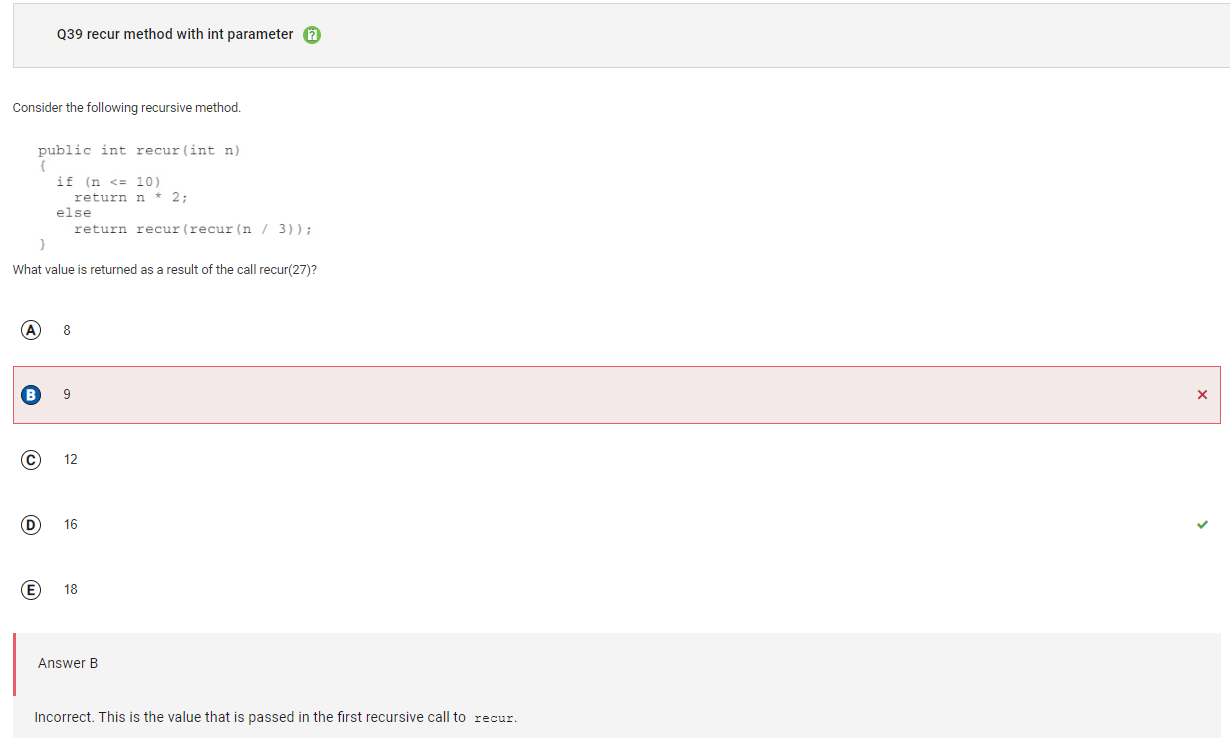 Q39 recur method with int parameter ?
Consider the following recursive method.
public int recur(int n)
{
if (n <= 10)
return n * 2;
else
return recur(recur(n / 3));
}
What value is returned as a result of the call recur(27)?
A 8
B 9
C 12
D 16
E 18
Answer B
Incorrect. This is the value that is passed in the first recursive call to recur.